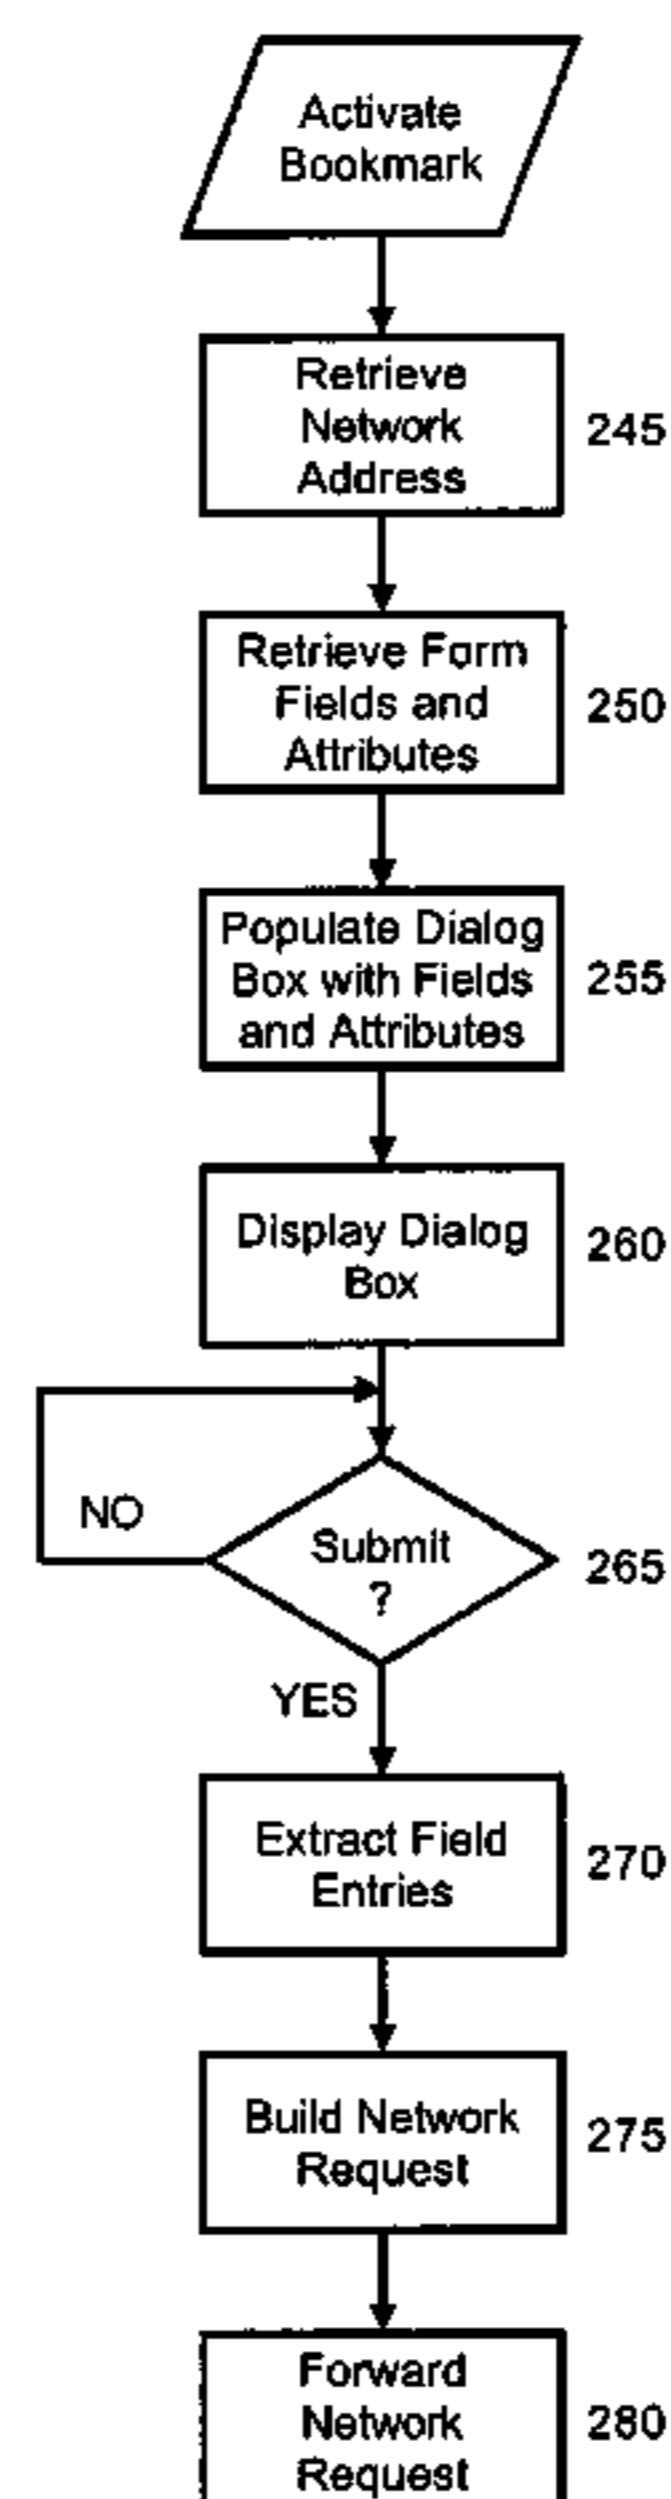 Activate
Bookmark
Retrieve
Network
Address
245
Retrieve Form
Fields and
Attributes
250
Populate Dialog
Box with Fields
and Attributes
255
Display Dialog
Box
260
NO
Submit
?
265
YES
Extract Field
Entries
270
Build Network
Request
275
Forward
Network
Request
280